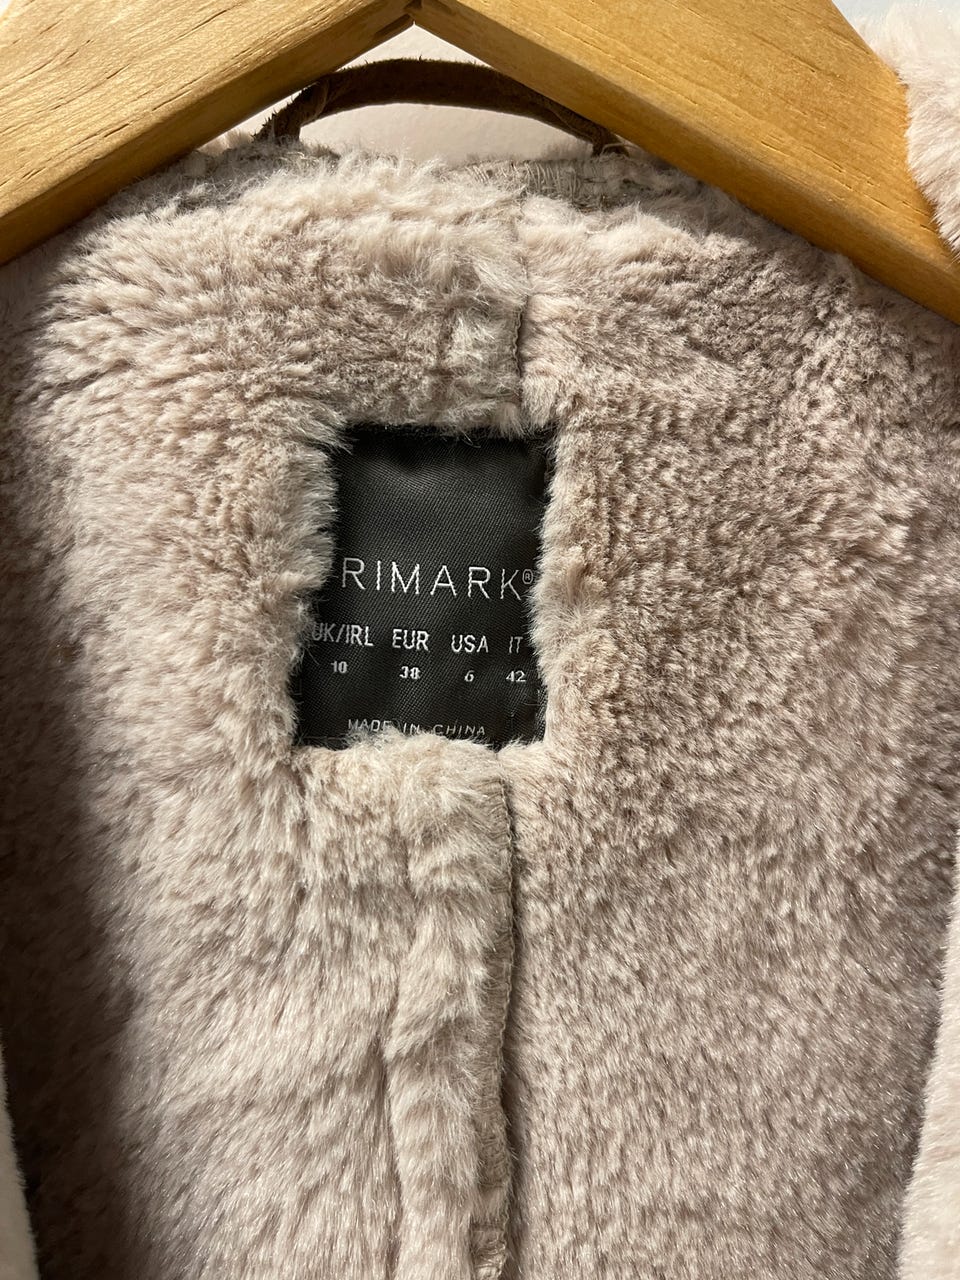 RIMARK®
UK/IRL EUR USA IT
10 38 6 42
MADE IN CHINA